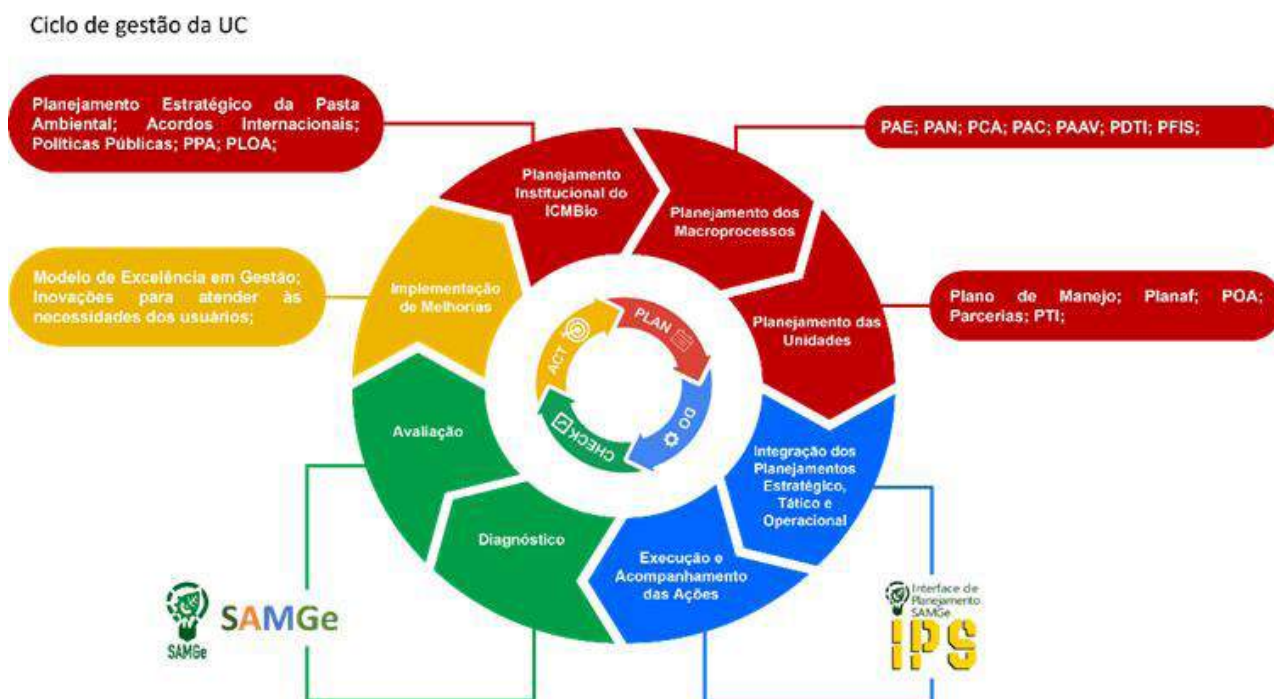 Ciclo de gestão da UC
Planejamento Estratégico da Pasta
Ambiental; Acordos Internacionais;
Políticas Públicas; PPA; PLOA;
PAE; PAN; PCA; PAC; PAAV; PDTI; PFIS;
Planejamento
Institucional do
ICMBio
Planejamento dos
Macroprocessos
Modelo de Excelência em Gestão;
Inovações para atender às
necessidades dos usuários;
Implementação
de Melhorias
Planejamento das
Unidades
Plano de Manejo; Planaf; POA;
Parcerias; PTI;
PLAN
ACT
DO
CHECK
Avaliação
Integração dos
Planejamentos
Estratégico,
Tático e
Operacional
Diagnóstico
Execução e
Acompanhamento
das Ações
SAMGe
SAMGe
Interface de
Planejamento
SAMGe
IPS